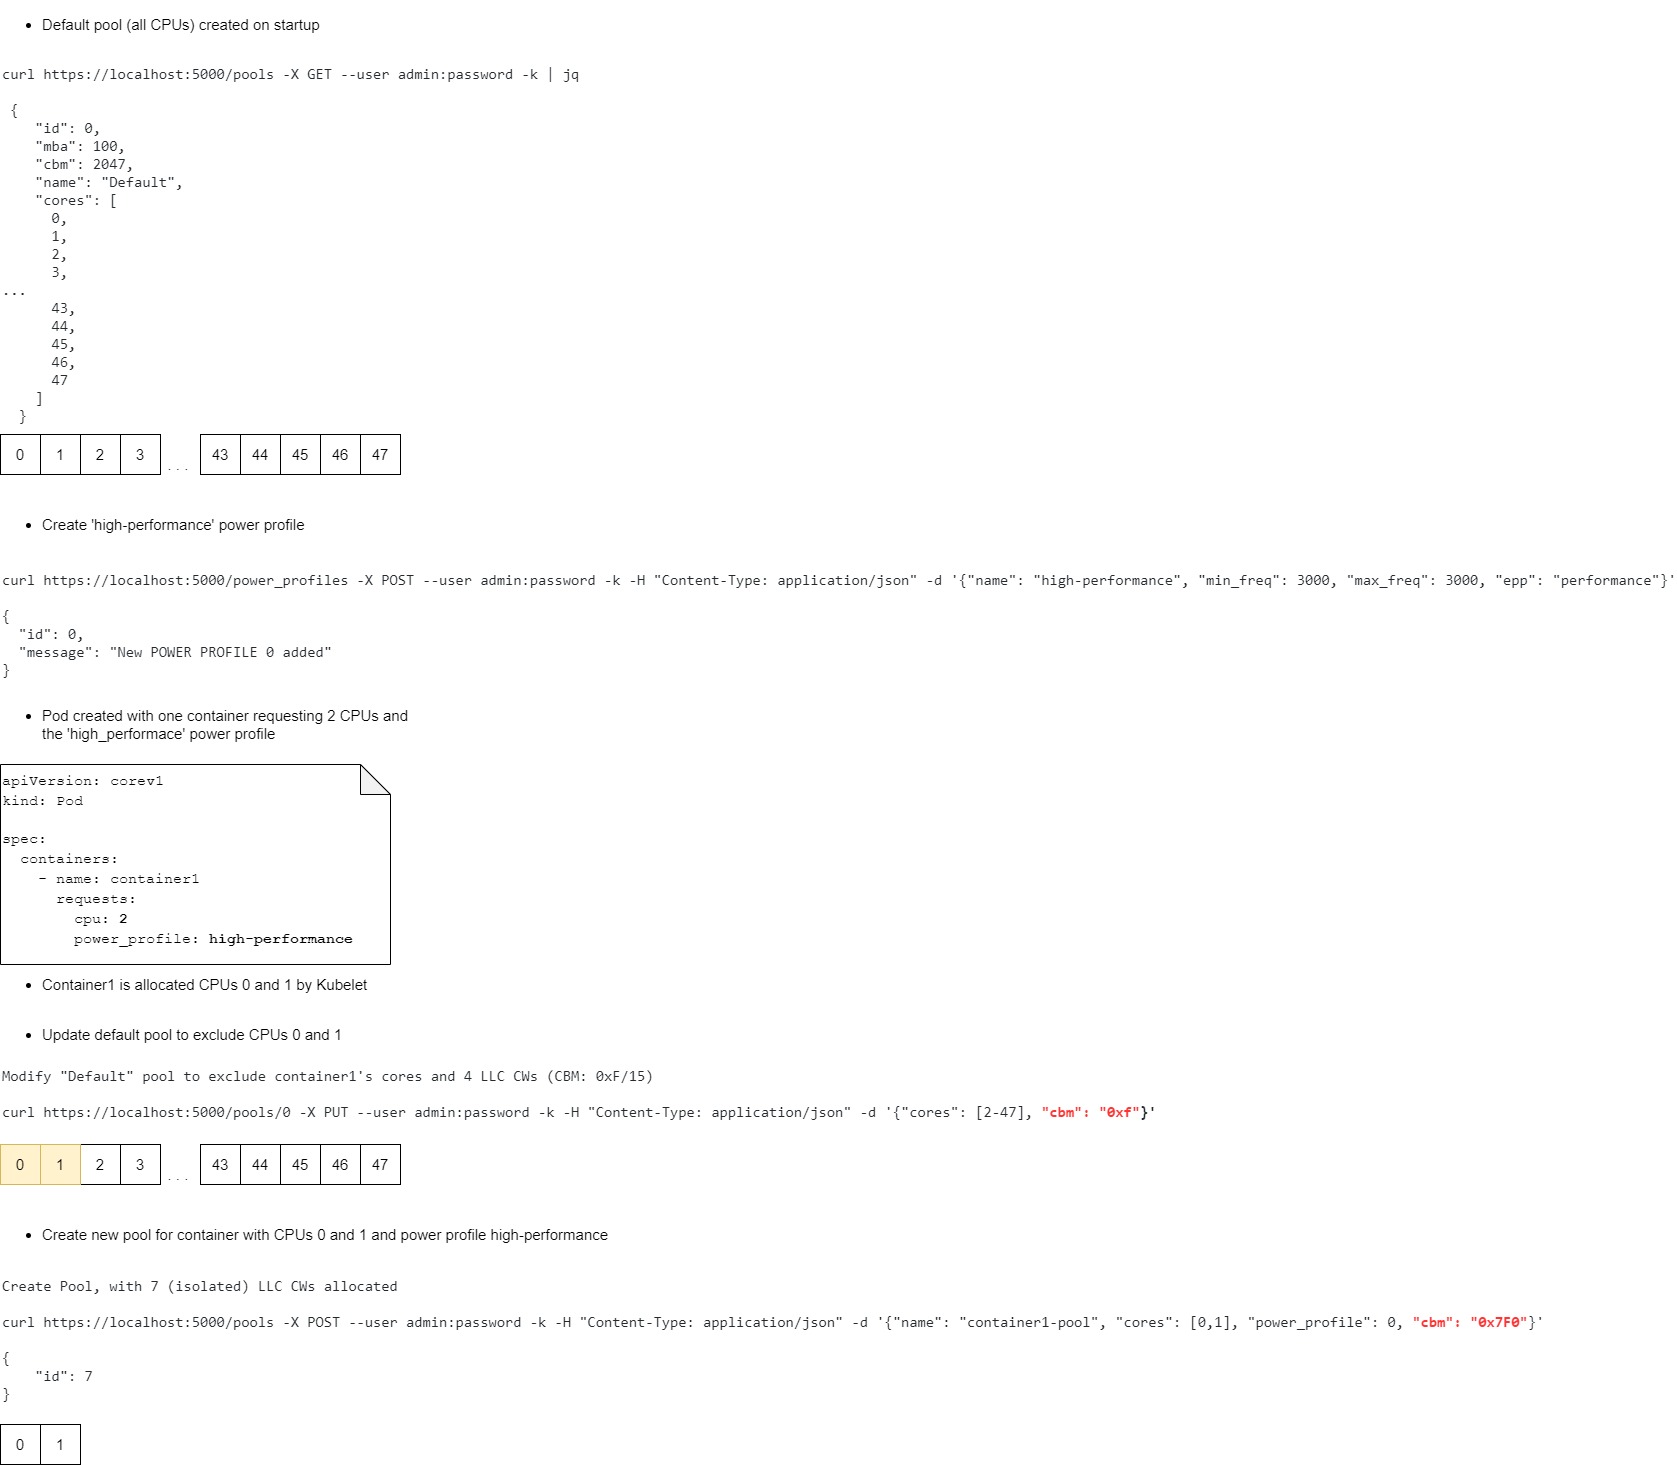 • Default pool (all CPUs) created on startup
curl https://localhost:5000/pools -X GET --user admin:password -k | jq
{
"id": 0,
"mba": 100,
"cbm": 2047,
"name": "Default",
"cores": [
0,
1,
2,
3,
...
43,
44,
45,
46,
47
]
}
0 1 2 3 ... 43 44 45 46 47
• Create 'high-performance' power profile
curl https://localhost:5000/power_profiles -X POST --user admin:password -k -H "Content-Type: application/json" -d '{"name": "high-performance", "min_freq": 3000, "max_freq": 3000, "epp": "performance"}'
{
"id": 0,
"message": "New POWER PROFILE 0 added"
}
• Pod created with one container requesting 2 CPUs and
the 'high_performace' power profile
apiVersion: corev1
kind: Pod
spec:
containers:
- name: container1
requests:
cpu: 2
power_profile: high-performance
• Container1 is allocated CPUs 0 and 1 by Kubelet
• Update default pool to exclude CPUs 0 and 1
Modify "Default" pool to exclude container1's cores and 4 LLC CWs (CBM: 0xF/15)
curl https://localhost:5000/pools/0 -X PUT --user admin:password -k -H "Content-Type: application/json" -d '{"cores": [2-47], "cbm": "0xf"}'
0 1 2 3 ... 43 44 45 46 47
• Create new pool for container with CPUs 0 and 1 and power profile high-performance
Create Pool, with 7 (isolated) LLC CWs allocated
curl https://localhost:5000/pools -X POST --user admin:password -k -H "Content-Type: application/json" -d '{"name": "container1-pool", "cores": [0,1], "power_profile": 0, "cbm": "0x7F0"}'
{
"id": 7
}
0 1